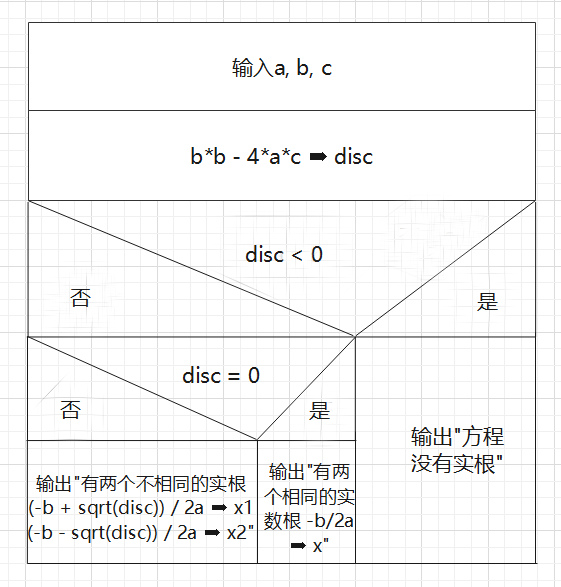 输入a, b, c
b*b - 4*a*c ➡ disc
disc < 0
否
是
disc = 0
否
是
输出"方程
没有实根"
输出"有两个不相同的实根
(-b + sqrt(disc)) / 2a ➡ x1
(-b - sqrt(disc)) / 2a ➡ x2"
输出"有两
个相同的实
数根 -b/2a
➡ x"